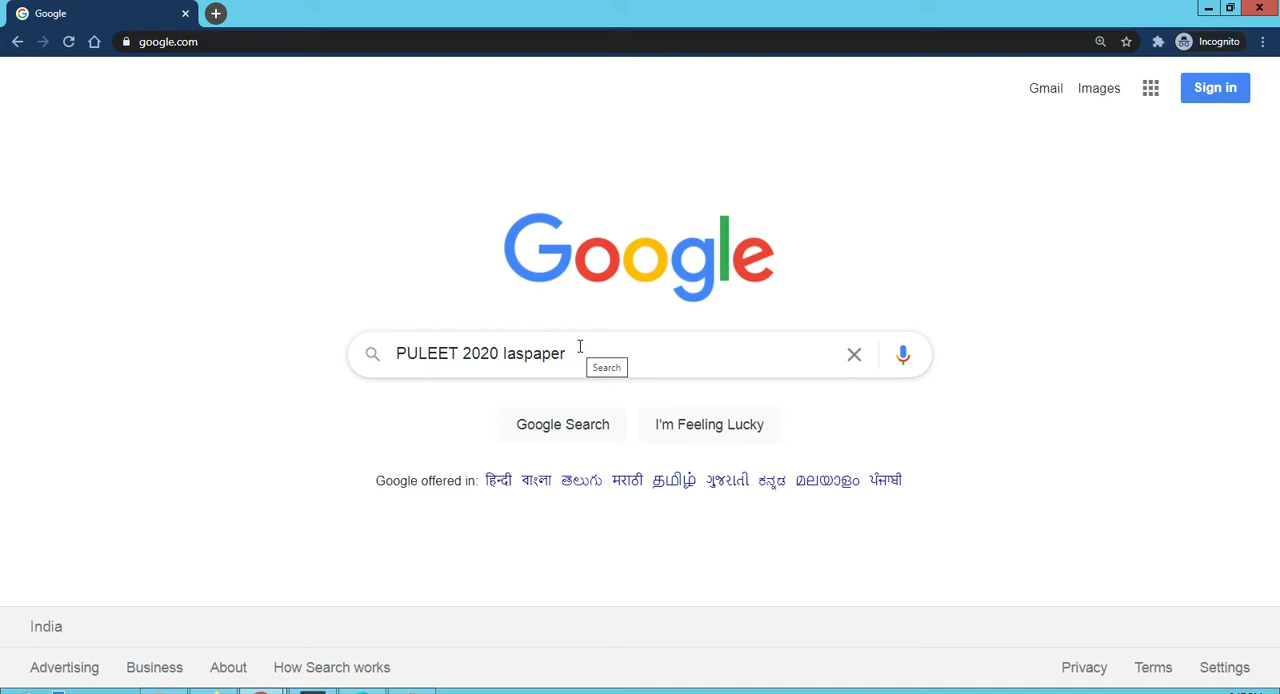 Google
google.com
Incognito
Gmail Images Sign in
Google
PULEET 2020 laspaper
Search
Google Search I'm Feeling Lucky
Google offered in: हिन्दी বাংলা తెలుగు मराठी தமிழ் ગુજરાતી ಕನ್ನಡ മലയാളം ਪੰਜਾਬੀ
India
Advertising Business About How Search works Privacy Terms Settings